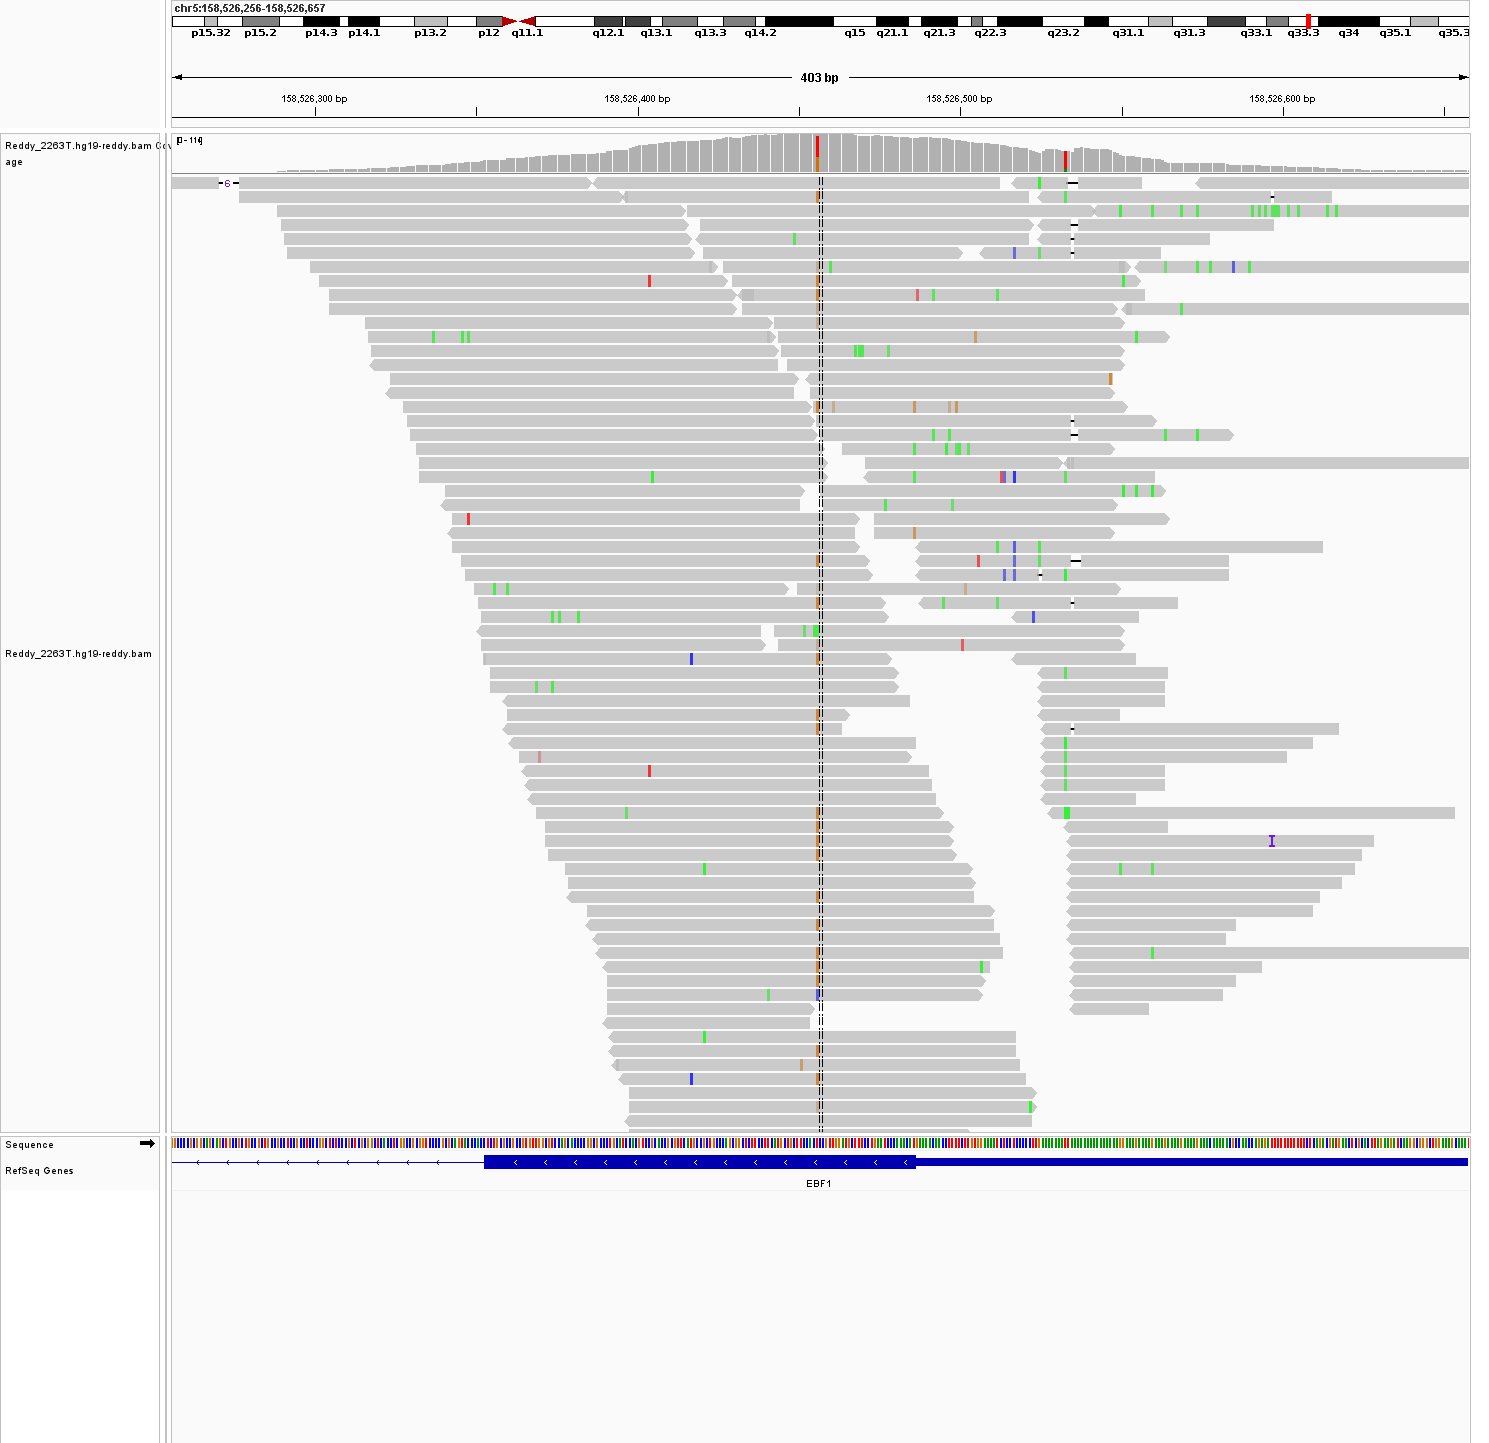 chr5:158,526,256-158,526,657
p15.32 p15.2 p14.3 p14.1 p13.2 p12 q11.1 q12.1 q13.1 q13.3 q14.2 q15 q21.1 q21.3 q22.3 q23.2 q31.1 q31.3 q33.1 q33.3 q34 q35.1 q35.3
403 bp
158,526,300 bp 158,526,400 bp 158,526,500 bp 158,526,600 bp
Reddy_2263T.hg19-reddy.bam Cov
age
[0 - 114]
6
Reddy_2263T.hg19-reddy.bam
Sequence
RefSeq Genes
EBF1